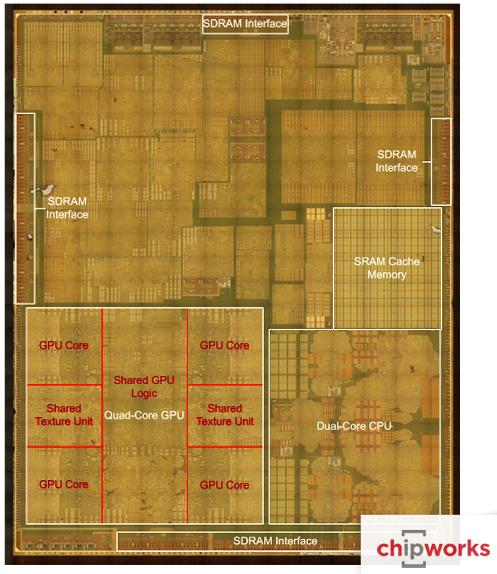 SDRAM Interface
SDRAM
Interface
SDRAM
Interface
SRAM Cache
Memory
GPU Core
GPU Core
Shared GPU
Logic
Shared
Texture Unit
Quad-Core GPU
Shared
Texture Unit
Dual-Core CPU
GPU Core
GPU Core
SDRAM Interface
chipworks